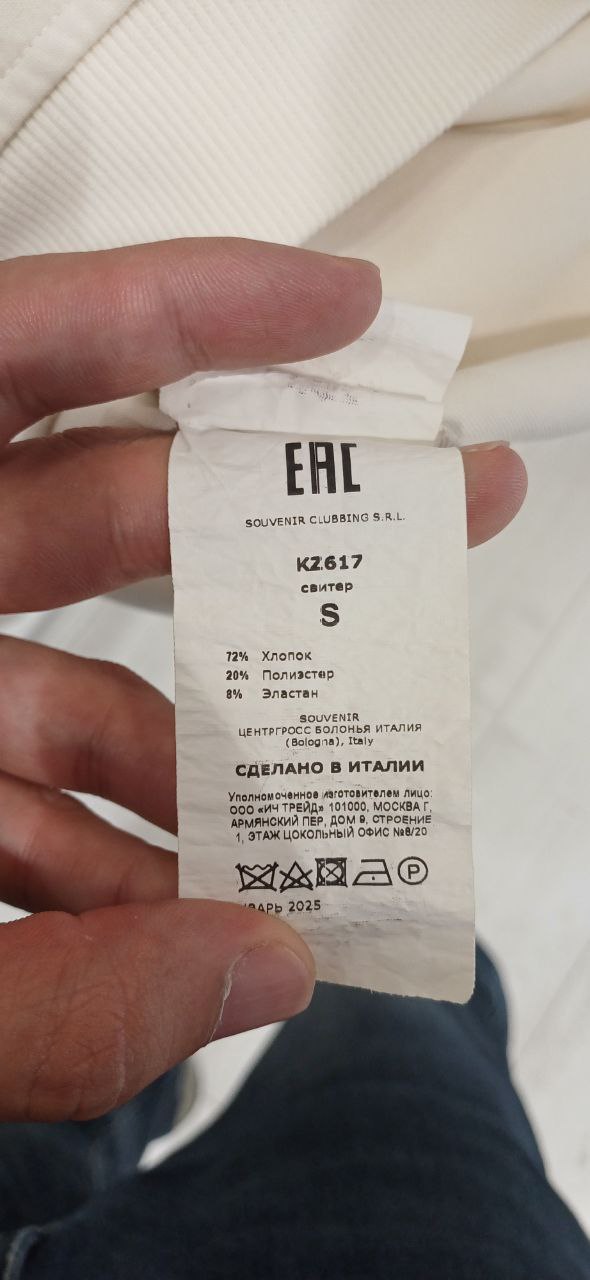 EAC
SOUVENIR CLUBBING S.R.L.
KZ617
свитер
S
72% Хлопок
20% Полиэстер
8% Эластан
SOUVENIR
ЦЕНТРГРОСС БОЛОНЬЯ ИТАЛИЯ
(Bologna), Italy
СДЕЛАНО В ИТАЛИИ
Уполномоченное изготовителем лицо:
ООО «ИЧ ТРЕЙД» 101000, МОСКВА Г,
АРМЯНСКИЙ ПЕР, ДОМ 9, СТРОЕНИЕ
1, ЭТАЖ ЦОКОЛЬНЫЙ ОФИС №8/20
P
2025